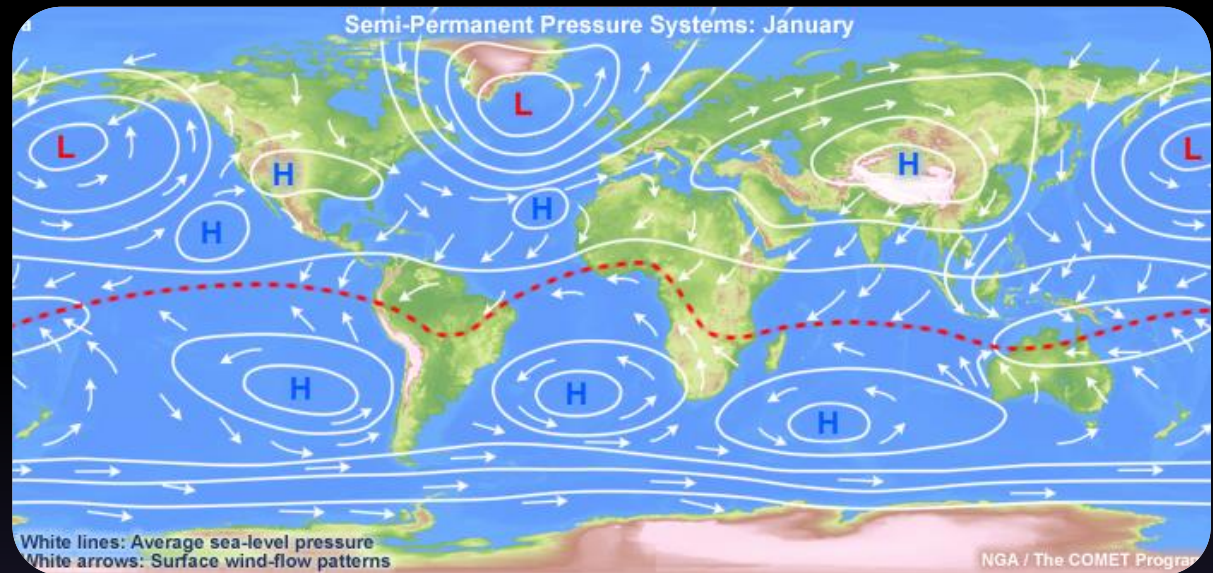 Semi-Permanent Pressure Systems: January
L
L
L
H
H
H
H
H
H
H
White lines: Average sea-level pressure
White arrows: Surface wind-flow patterns
NGA / The COMET Program